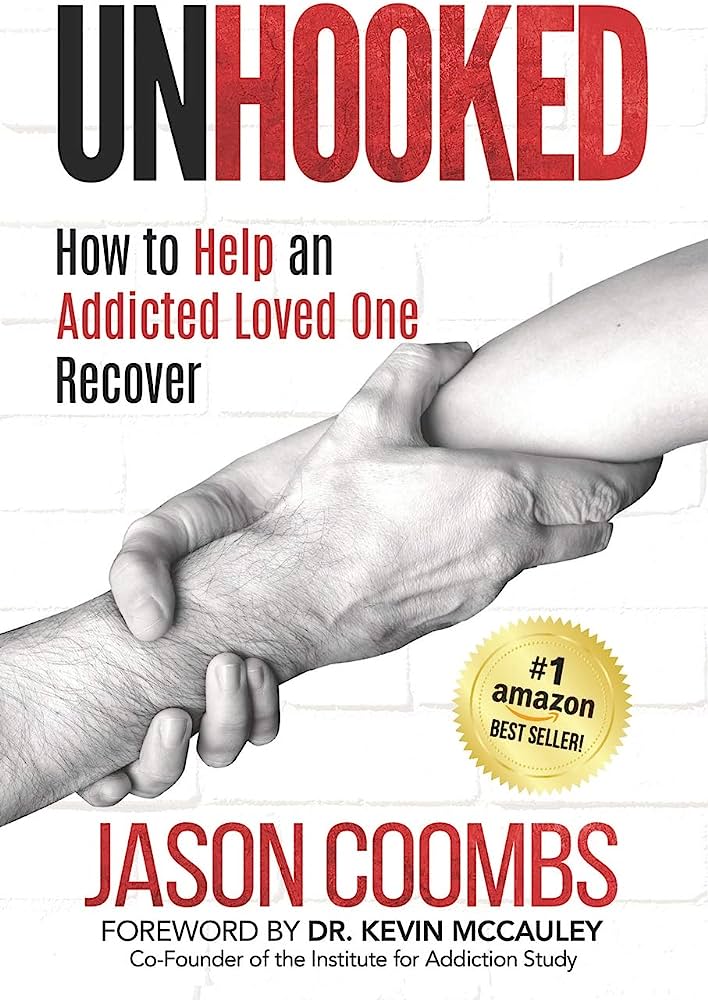 UNHOOKED
How to Help an
Addicted Loved One
Recover
#1
amazon
BEST SELLER!
JASON COOMBS
FOREWORD BY DR. KEVIN MCCAULEY
Co-Founder of the Institute for Addiction Study